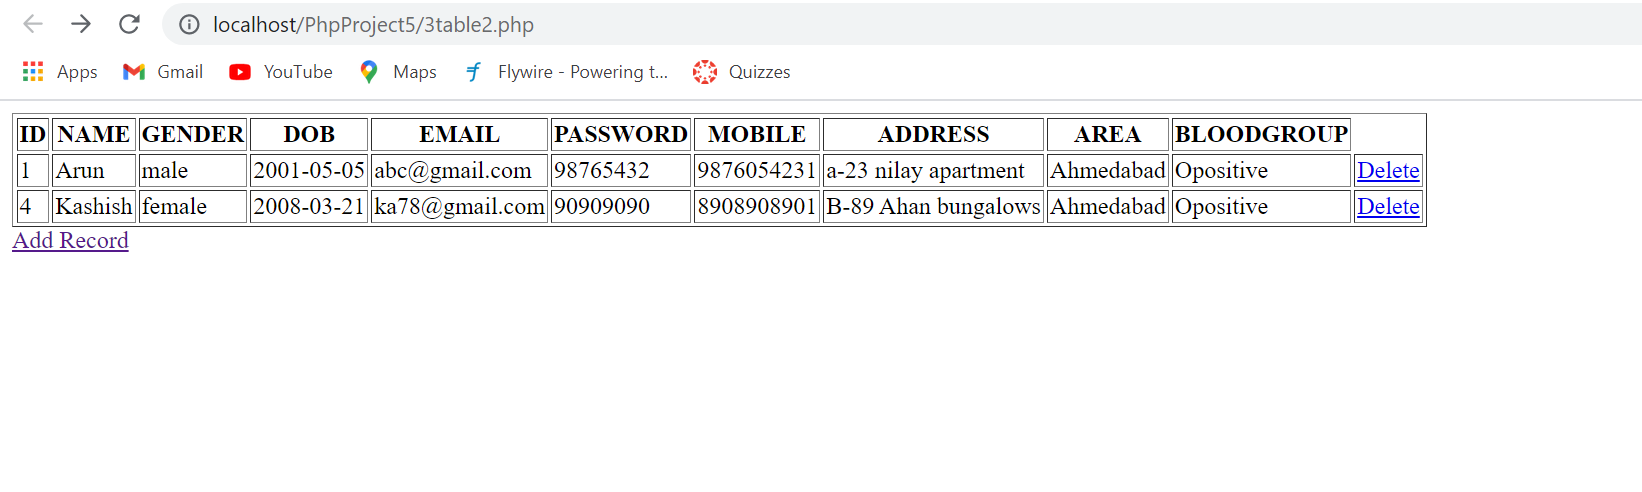 localhost/PhpProject5/3table2.php
Apps Gmail YouTube Maps Flywire - Powering t... Quizzes
ID NAME GENDER DOB EMAIL PASSWORD MOBILE ADDRESS AREA BLOODGROUP
1 Arun male 2001-05-05 abc@gmail.com 98765432 9876054231 a-23 nilay apartment Ahmedabad Opositive Delete
4 Kashish female 2008-03-21 ka78@gmail.com 90909090 8908908901 B-89 Ahan bungalows Ahmedabad Opositive Delete
Add Record